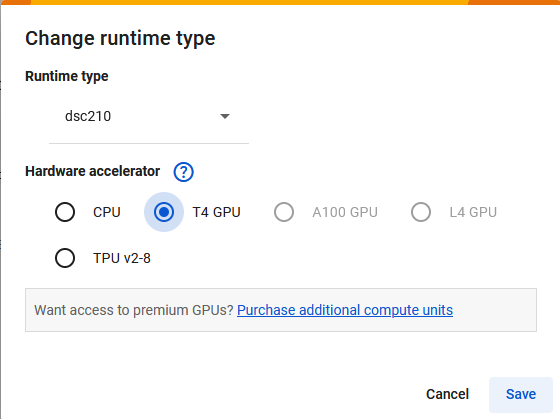 Change runtime type
Runtime type
dsc210
Hardware accelerator ?
CPU T4 GPU A100 GPU L4 GPU
TPU v2-8
Want access to premium GPUs? Purchase additional compute units
Cancel Save